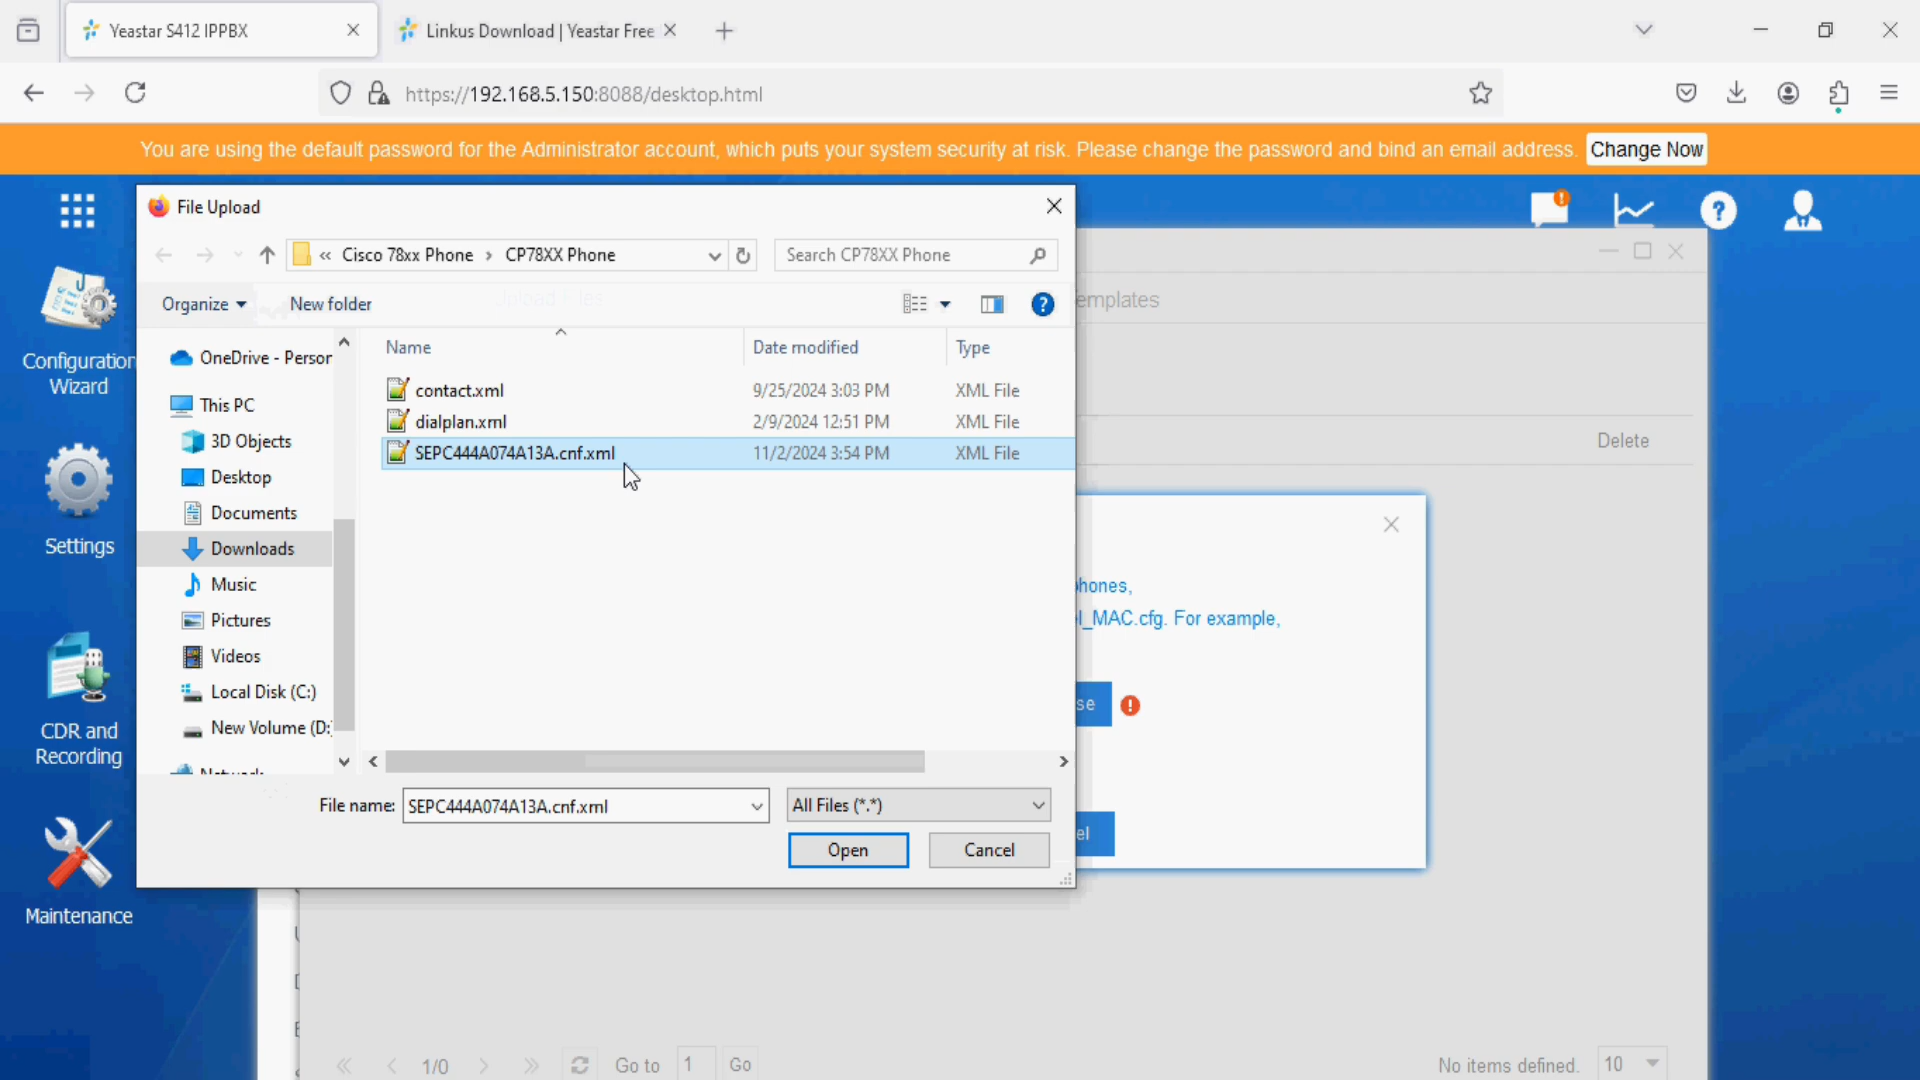 Yeastar S412 IPPBX
Linkus Download | Yeastar Free
https://192.168.5.150:8088/desktop.html
You are using the default password for the Administrator account, which puts your system security at risk. Please change the password and bind an email address. Change Now
File Upload
« Cisco 78xx Phone > CP78XX Phone
Search CP78XX Phone
Organize
New folder
emplates
Name
Date modified
Type
OneDrive - Person
This PC
3D Objects
Desktop
Documents
Downloads
Music
Pictures
Videos
Local Disk (C:)
New Volume (D:
contact.xml 9/25/2024 3:03 PM XML File
dialplan.xml 2/9/2024 12:51 PM XML File
SEPC444A074A13A.cnf.xml 11/2/2024 3:54 PM XML File
Delete
hones,
l_MAC.cfg. For example,
se
el
File name: SEPC444A074A13A.cnf.xml
All Files (*.*)
Open
Cancel
Configuration
Wizard
Settings
CDR and
Recording
Maintenance
1/0
Go to 1 Go
No items defined. 10